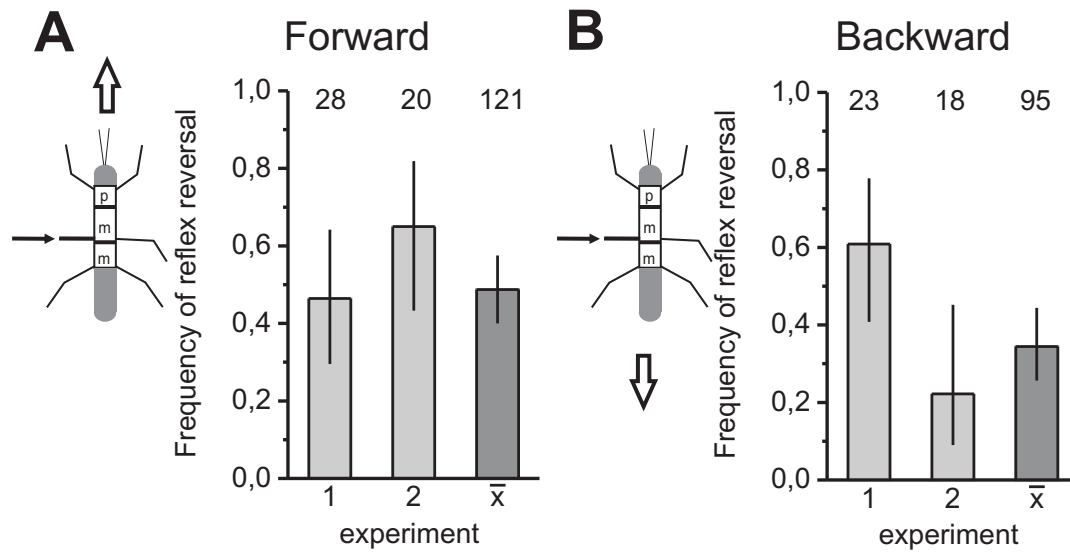 A
Forward
p
m
m
Frequency of reflex reversal
1,0
0,8
0,6
0,4
0,2
0,0
28 20 121
1 2 x̅
experiment
B
Backward
p
m
m
Frequency of reflex reversal
1,0
0,8
0,6
0,4
0,2
0,0
23 18 95
1 2 x̅
experiment